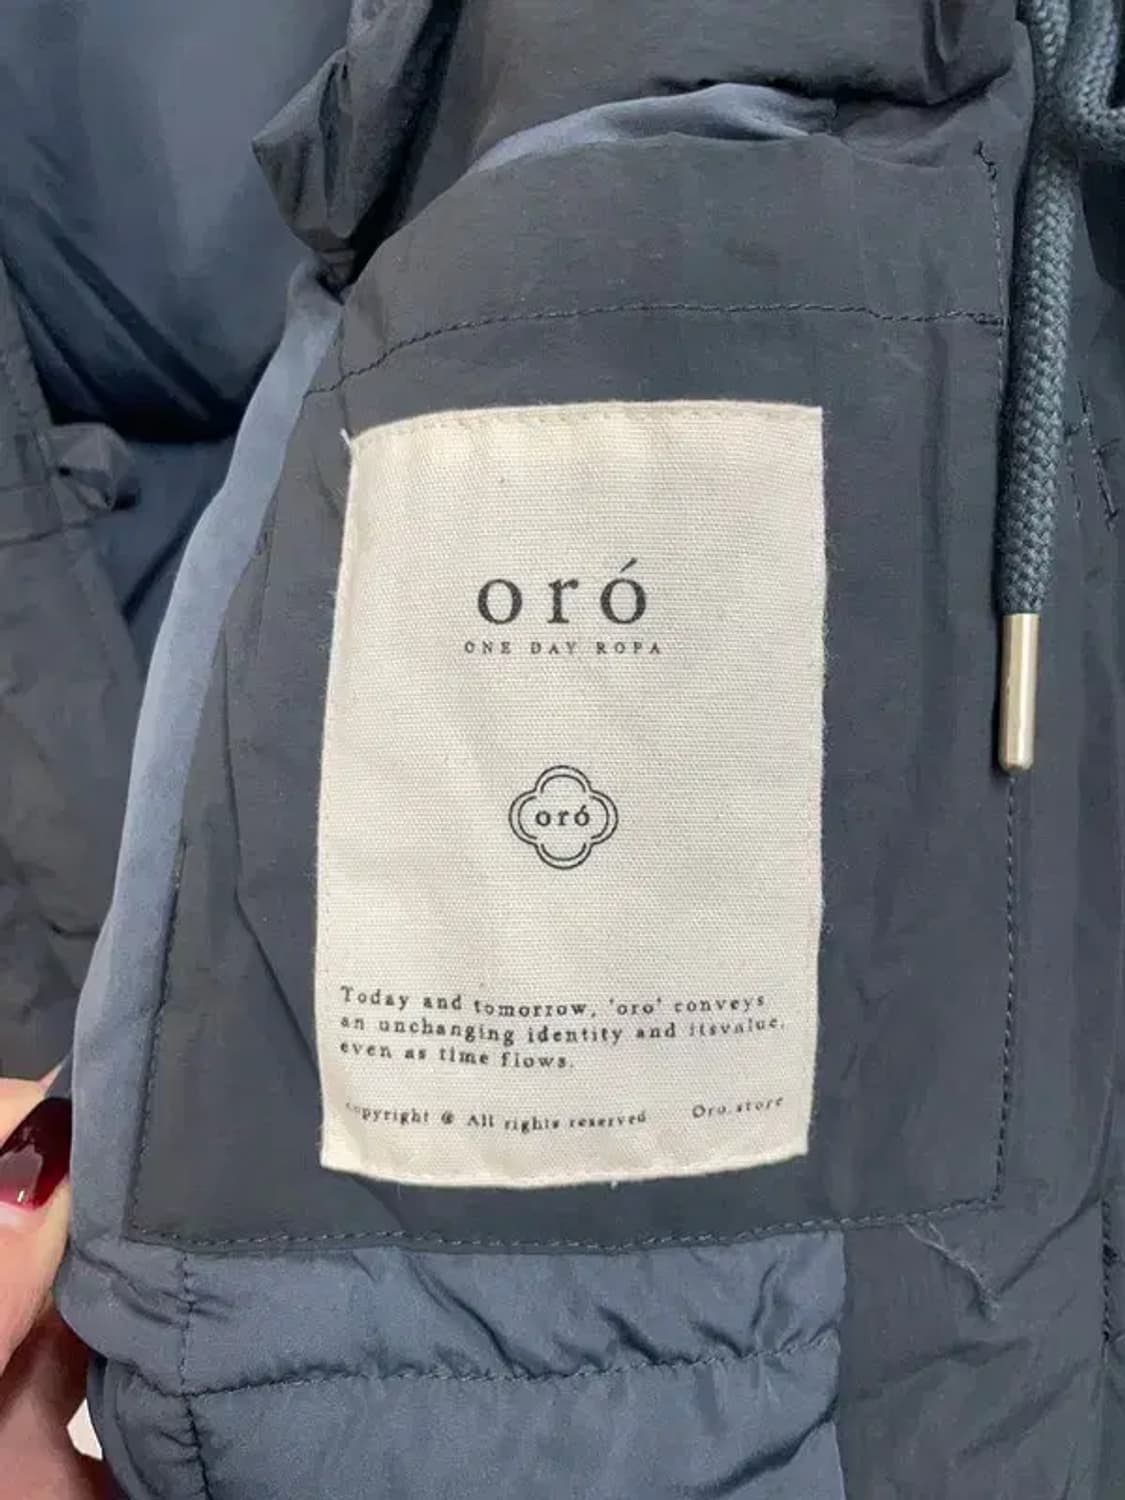 oró
ONE DAY ROPA
oró
Today and tomorrow, 'oro' conveys
an unchanging identity and itsvalue,
even as time flows.
copyright @ All rights reserved Oro.store